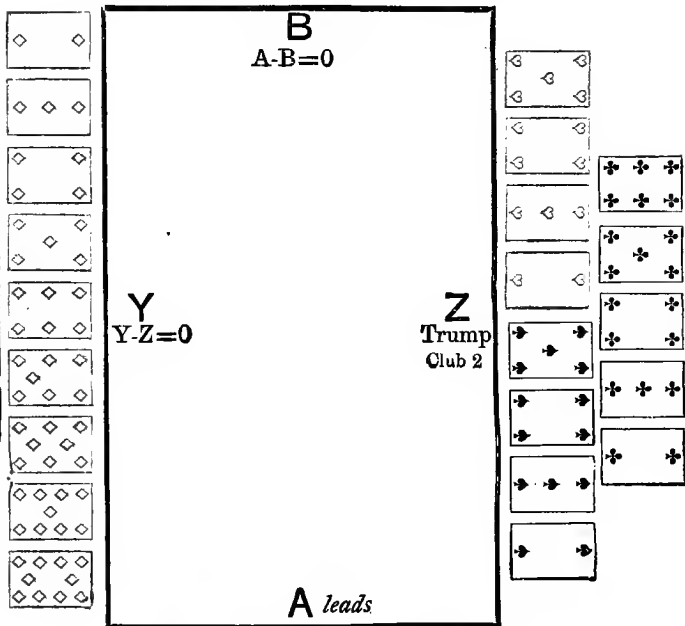 B
A-B=0
Y
Y-Z=0
Z
Trump
Club 2
A leads